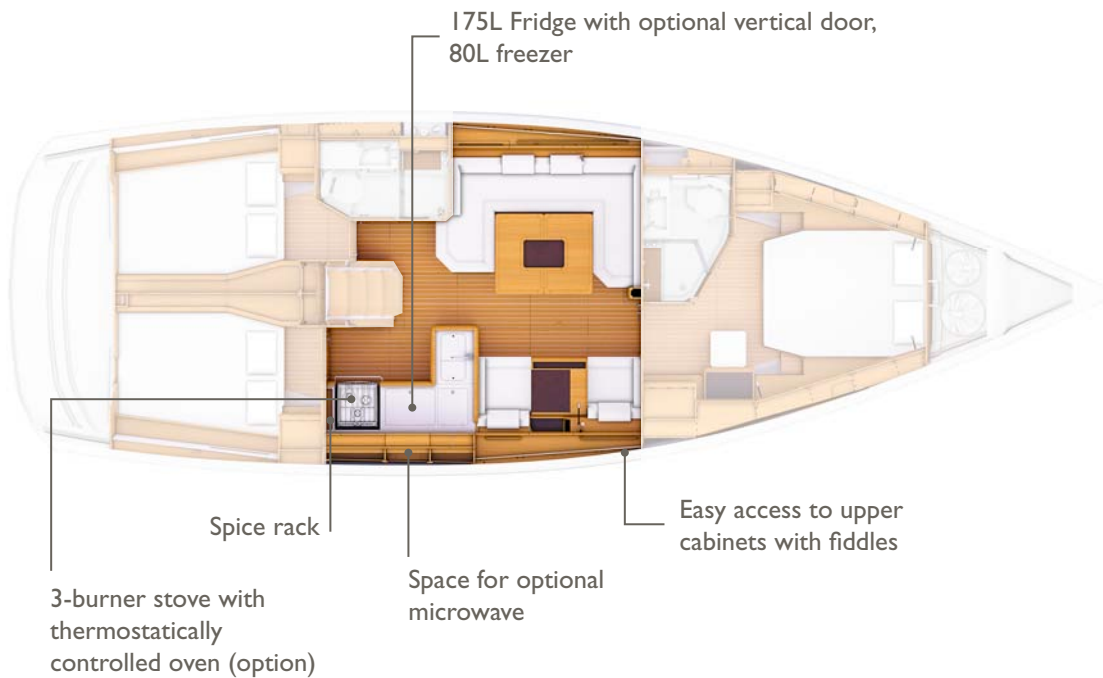 175L Fridge with optional vertical door,
80L freezer
Spice rack
Easy access to upper
cabinets with fiddles
Space for optional
microwave
3-burner stove with
thermostatically
controlled oven (option)